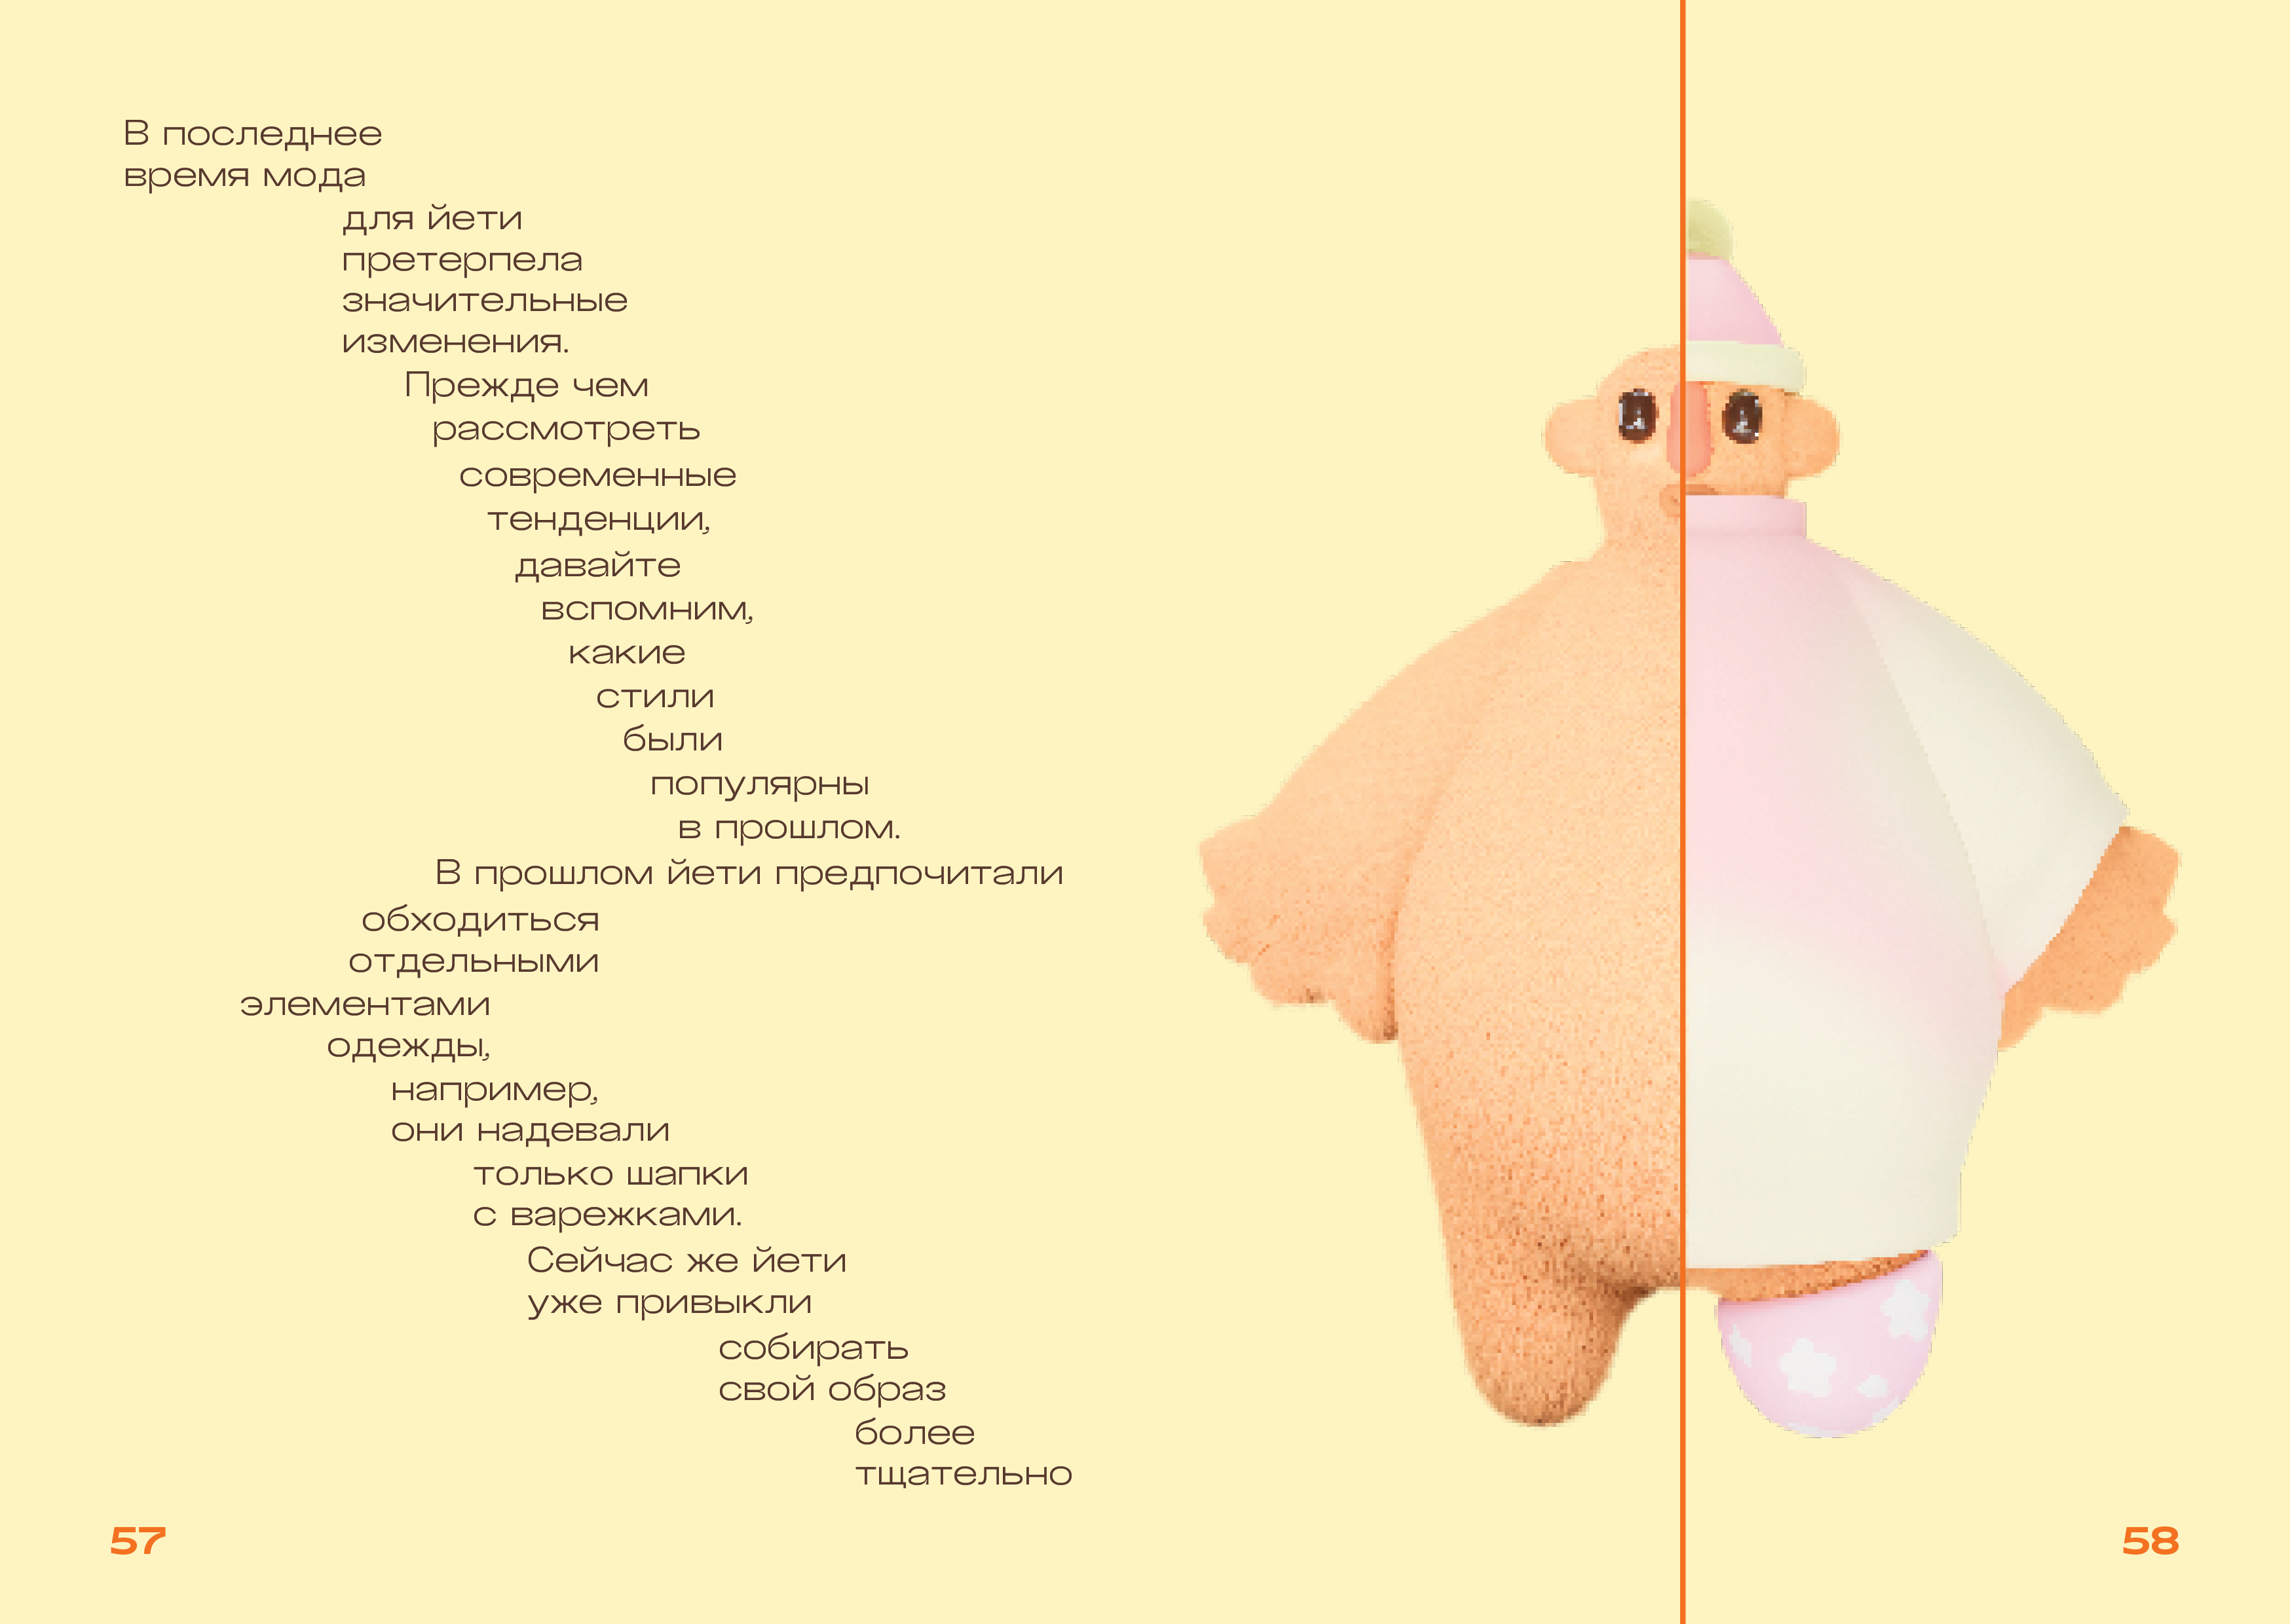 В последнее
время мода
для йети
претерпела
значительные
изменения.
Прежде чем
рассмотреть
современные
тенденции,
давайте
вспомним,
какие
стили
были
популярны
в прошлом.
В прошлом йети предпочитали
обходиться
отдельными
элементами
одежды,
например,
они надевали
только шапки
с варежками.
Сейчас же йети
уже привыкли
собирать
свой образ
более
тщательно
57
58